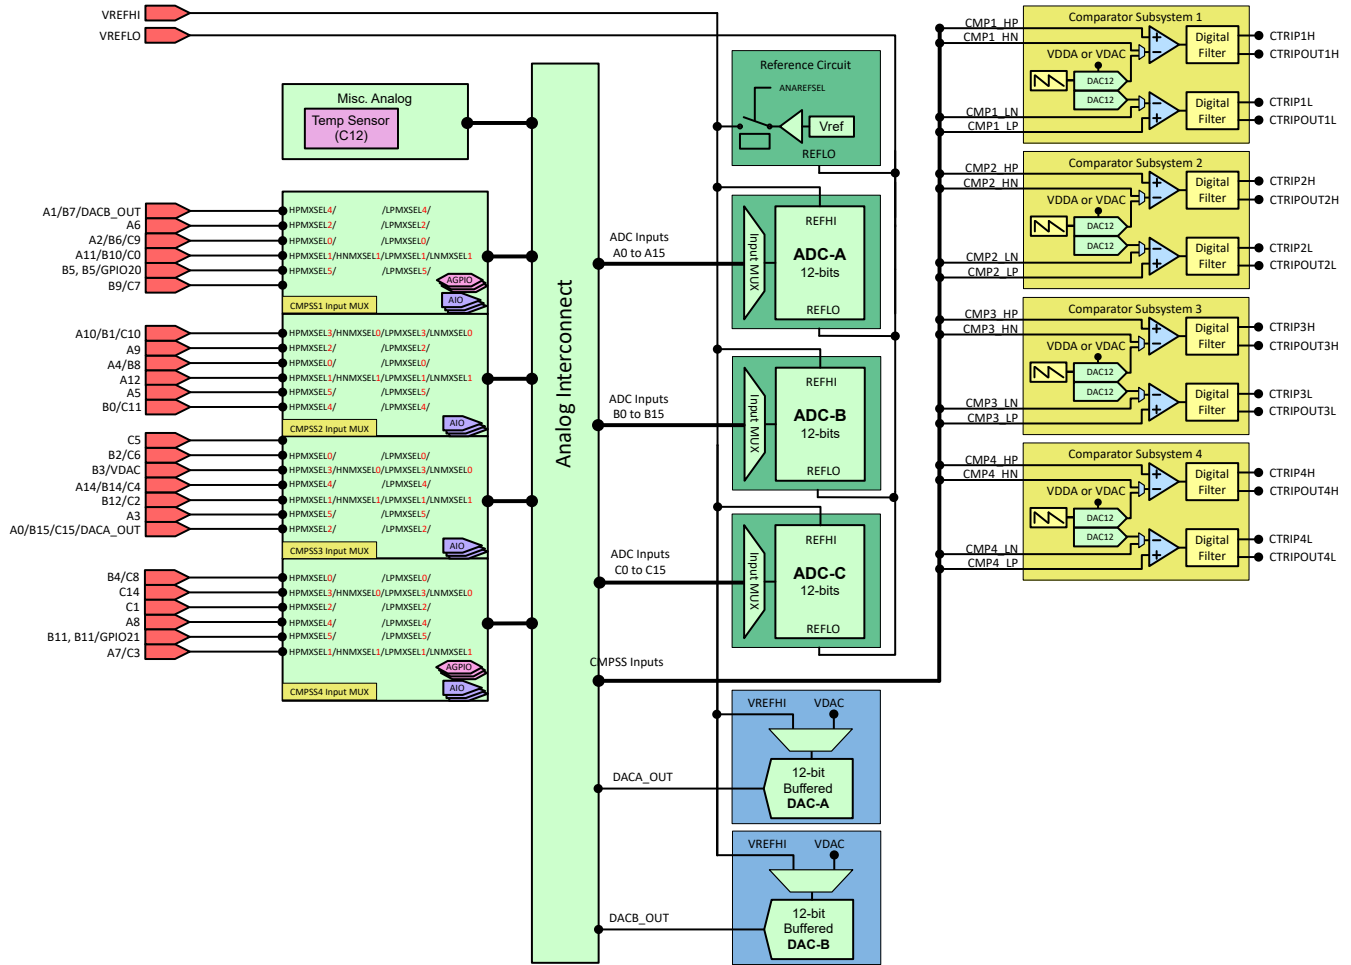 VREFHI
VREFLO
Misc. Analog
Temp Sensor
(C12)
A1/B7/DACB_OUT
A6
A2/B6/C9
A11/B10/C0
B5, B5/GPIO20
B9/C7
HPMXSEL4/ /LPMXSEL4/
HPMXSEL2/ /LPMXSEL2/
HPMXSEL0/ /LPMXSEL0/
HPMXSEL1/HNMXSEL1/LPMXSEL1/LNMXSEL1
HPMXSEL5/ /LPMXSEL5/
AGPIO
AIO
CMPSS1 Input MUX
A10/B1/C10
A9
A4/B8
A12
A5
B0/C11
HPMXSEL3/HNMXSEL0/LPMXSEL3/LNMXSEL0
HPMXSEL2/ /LPMXSEL2/
HPMXSEL0/ /LPMXSEL0/
HPMXSEL1/HNMXSEL1/LPMXSEL1/LNMXSEL1
HPMXSEL5/ /LPMXSEL5/
HPMXSEL4/ /LPMXSEL4/
AIO
CMPSS2 Input MUX
C5
B2/C6
B3/VDAC
A14/B14/C4
B12/C2
A3
A0/B15/C15/DACA_OUT
HPMXSEL0/ /LPMXSEL0/
HPMXSEL3/HNMXSEL0/LPMXSEL3/LNMXSEL0
HPMXSEL4/ /LPMXSEL4/
HPMXSEL1/HNMXSEL1/LPMXSEL1/LNMXSEL1
HPMXSEL5/ /LPMXSEL5/
HPMXSEL2/ /LPMXSEL2/
AIO
CMPSS3 Input MUX
B4/C8
C14
C1
A8
B11, B11/GPIO21
A7/C3
HPMXSEL0/ /LPMXSEL0/
HPMXSEL3/HNMXSEL0/LPMXSEL3/LNMXSEL0
HPMXSEL2/ /LPMXSEL2/
HPMXSEL4/ /LPMXSEL4/
HPMXSEL5/ /LPMXSEL5/
HPMXSEL1/HNMXSEL1/LPMXSEL1/LNMXSEL1
AGPIO
AIO
CMPSS4 Input MUX
Analog Interconnect
ADC Inputs
A0 to A15
ADC Inputs
B0 to B15
ADC Inputs
C0 to C15
CMPSS Inputs
DACA_OUT
DACB_OUT
Reference Circuit
ANAREFSEL
Vref
REFLO
Input MUX
REFHI
ADC-A
12-bits
REFLO
Input MUX
REFHI
ADC-B
12-bits
REFLO
Input MUX
REFHI
ADC-C
12-bits
REFLO
VREFHI
VDAC
12-bit
Buffered
DAC-A
VREFHI
VDAC
12-bit
Buffered
DAC-B
Comparator Subsystem 1
CMP1_HP
CMP1_HN
VDDA or VDAC
DAC12
DAC12
CMP1_LN
CMP1_LP
Digital
Filter
Digital
Filter
CTRIP1H
CTRIPOUT1H
CTRIP1L
CTRIPOUT1L
Comparator Subsystem 2
CMP2_HP
CMP2_HN
VDDA or VDAC
DAC12
DAC12
CMP2_LN
CMP2_LP
Digital
Filter
Digital
Filter
CTRIP2H
CTRIPOUT2H
CTRIP2L
CTRIPOUT2L
Comparator Subsystem 3
CMP3_HP
CMP3_HN
VDDA or VDAC
DAC12
DAC12
CMP3_LN
CMP3_LP
Digital
Filter
Digital
Filter
CTRIP3H
CTRIPOUT3H
CTRIP3L
CTRIPOUT3L
Comparator Subsystem 4
CMP4_HP
CMP4_HN
VDDA or VDAC
DAC12
DAC12
CMP4_LN
CMP4_LP
Digital
Filter
Digital
Filter
CTRIP4H
CTRIPOUT4H
CTRIP4L
CTRIPOUT4L